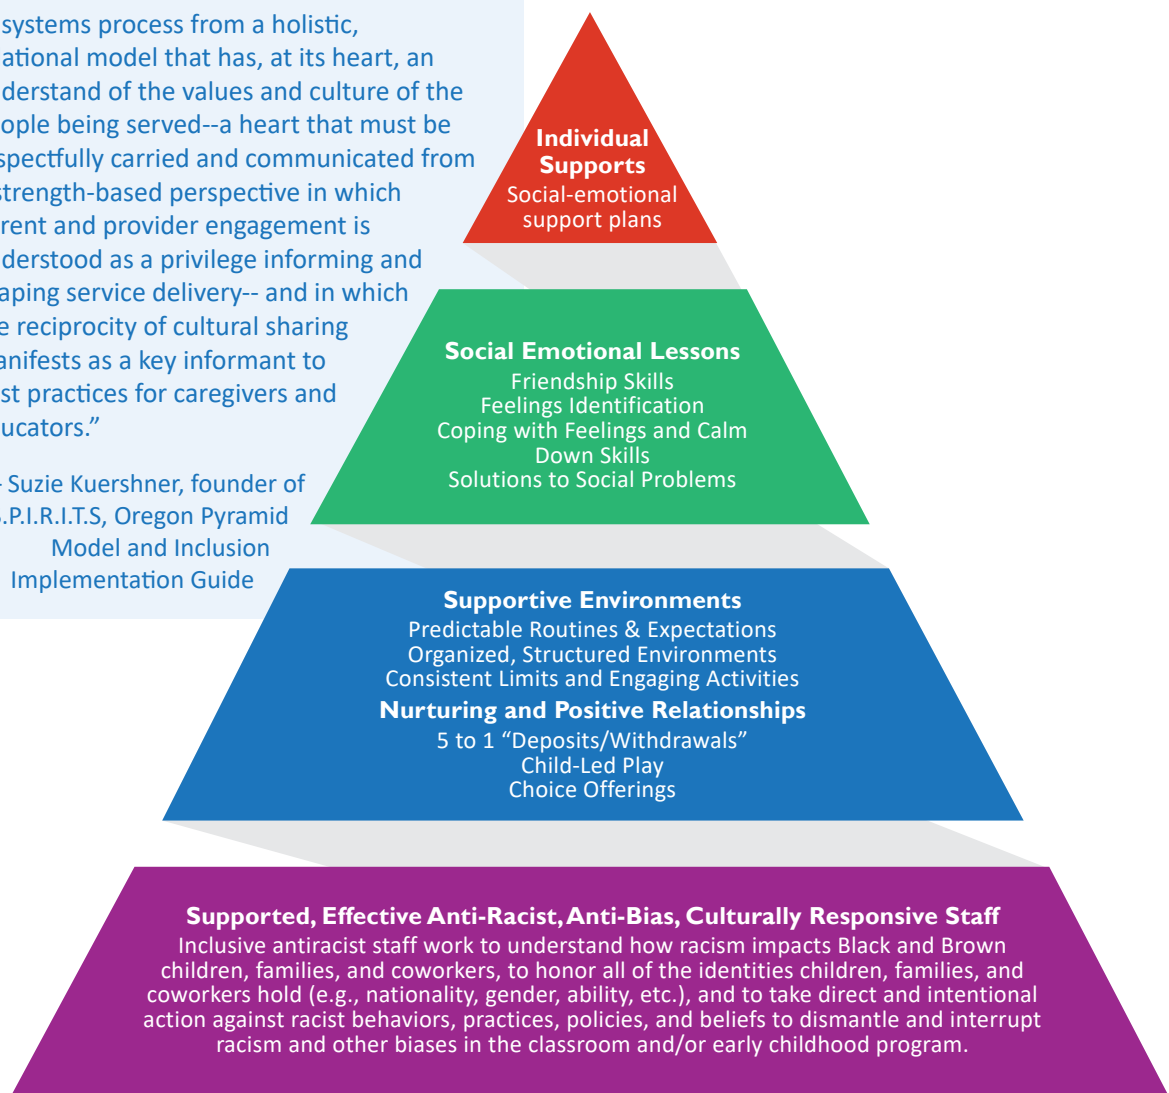 systems process from a holistic,
ational model that has, at its heart, an
derstand of the values and culture of the
ople being served--a heart that must be
spectfully carried and communicated from
strength-based perspective in which
rent and provider engagement is
derstood as a privilege informing and
aping service delivery-- and in which
e reciprocity of cultural sharing
anifests as a key informant to
st practices for caregivers and
ucators.”
- Suzie Kuershner, founder of
.P.I.R.I.T.S, Oregon Pyramid
Model and Inclusion
Implementation Guide
Individual
Supports
Social-emotional
support plans
Social Emotional Lessons
Friendship Skills
Feelings Identification
Coping with Feelings and Calm
Down Skills
Solutions to Social Problems
Supportive Environments
Predictable Routines & Expectations
Organized, Structured Environments
Consistent Limits and Engaging Activities
Nurturing and Positive Relationships
5 to 1 “Deposits/Withdrawals”
Child-Led Play
Choice Offerings
Supported, Effective Anti-Racist, Anti-Bias, Culturally Responsive Staff
Inclusive antiracist staff work to understand how racism impacts Black and Brown
children, families, and coworkers, to honor all of the identities children, families, and
coworkers hold (e.g., nationality, gender, ability, etc.), and to take direct and intentional
action against racist behaviors, practices, policies, and beliefs to dismantle and interrupt
racism and other biases in the classroom and/or early childhood program.